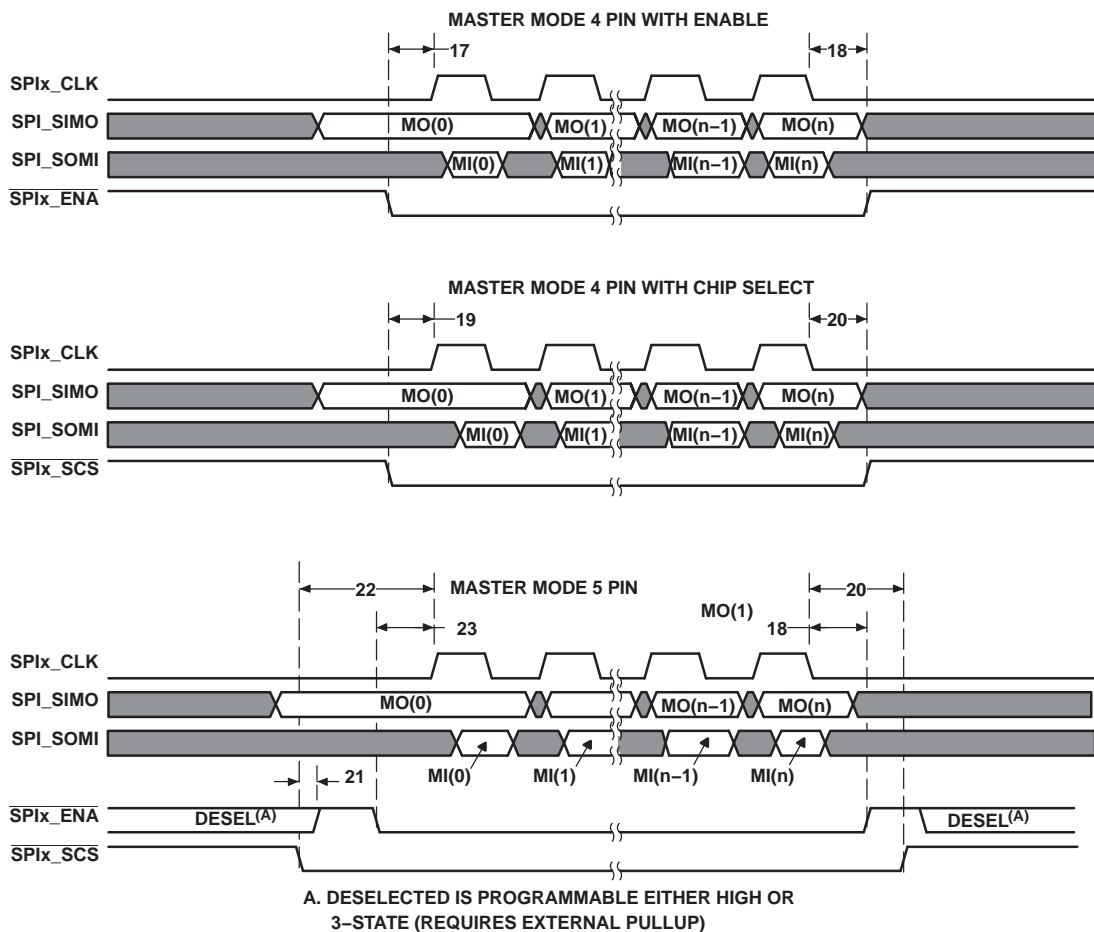 MASTER MODE 4 PIN WITH ENABLE
17
18
SPIx_CLK
SPI_SIMO
MO(0)
MO(1)
MO(n−1)
MO(n)
SPI_SOMI
MI(0)
MI(1)
MI(n−1)
MI(n)
SPIx_ENA
MASTER MODE 4 PIN WITH CHIP SELECT
19
20
SPIx_CLK
SPI_SIMO
MO(0)
MO(1)
MO(n−1)
MO(n)
SPI_SOMI
MI(0)
MI(1)
MI(n−1)
MI(n)
SPIx_SCS
22
MASTER MODE 5 PIN
20
MO(1)
23
18
SPIx_CLK
SPI_SIMO
MO(0)
MO(n−1)
MO(n)
SPI_SOMI
MI(0)
MI(1)
MI(n−1)
MI(n)
21
SPIx_ENA
DESEL(A)
DESEL(A)
SPIx_SCS
A. DESELECTED IS PROGRAMMABLE EITHER HIGH OR
3−STATE (REQUIRES EXTERNAL PULLUP)